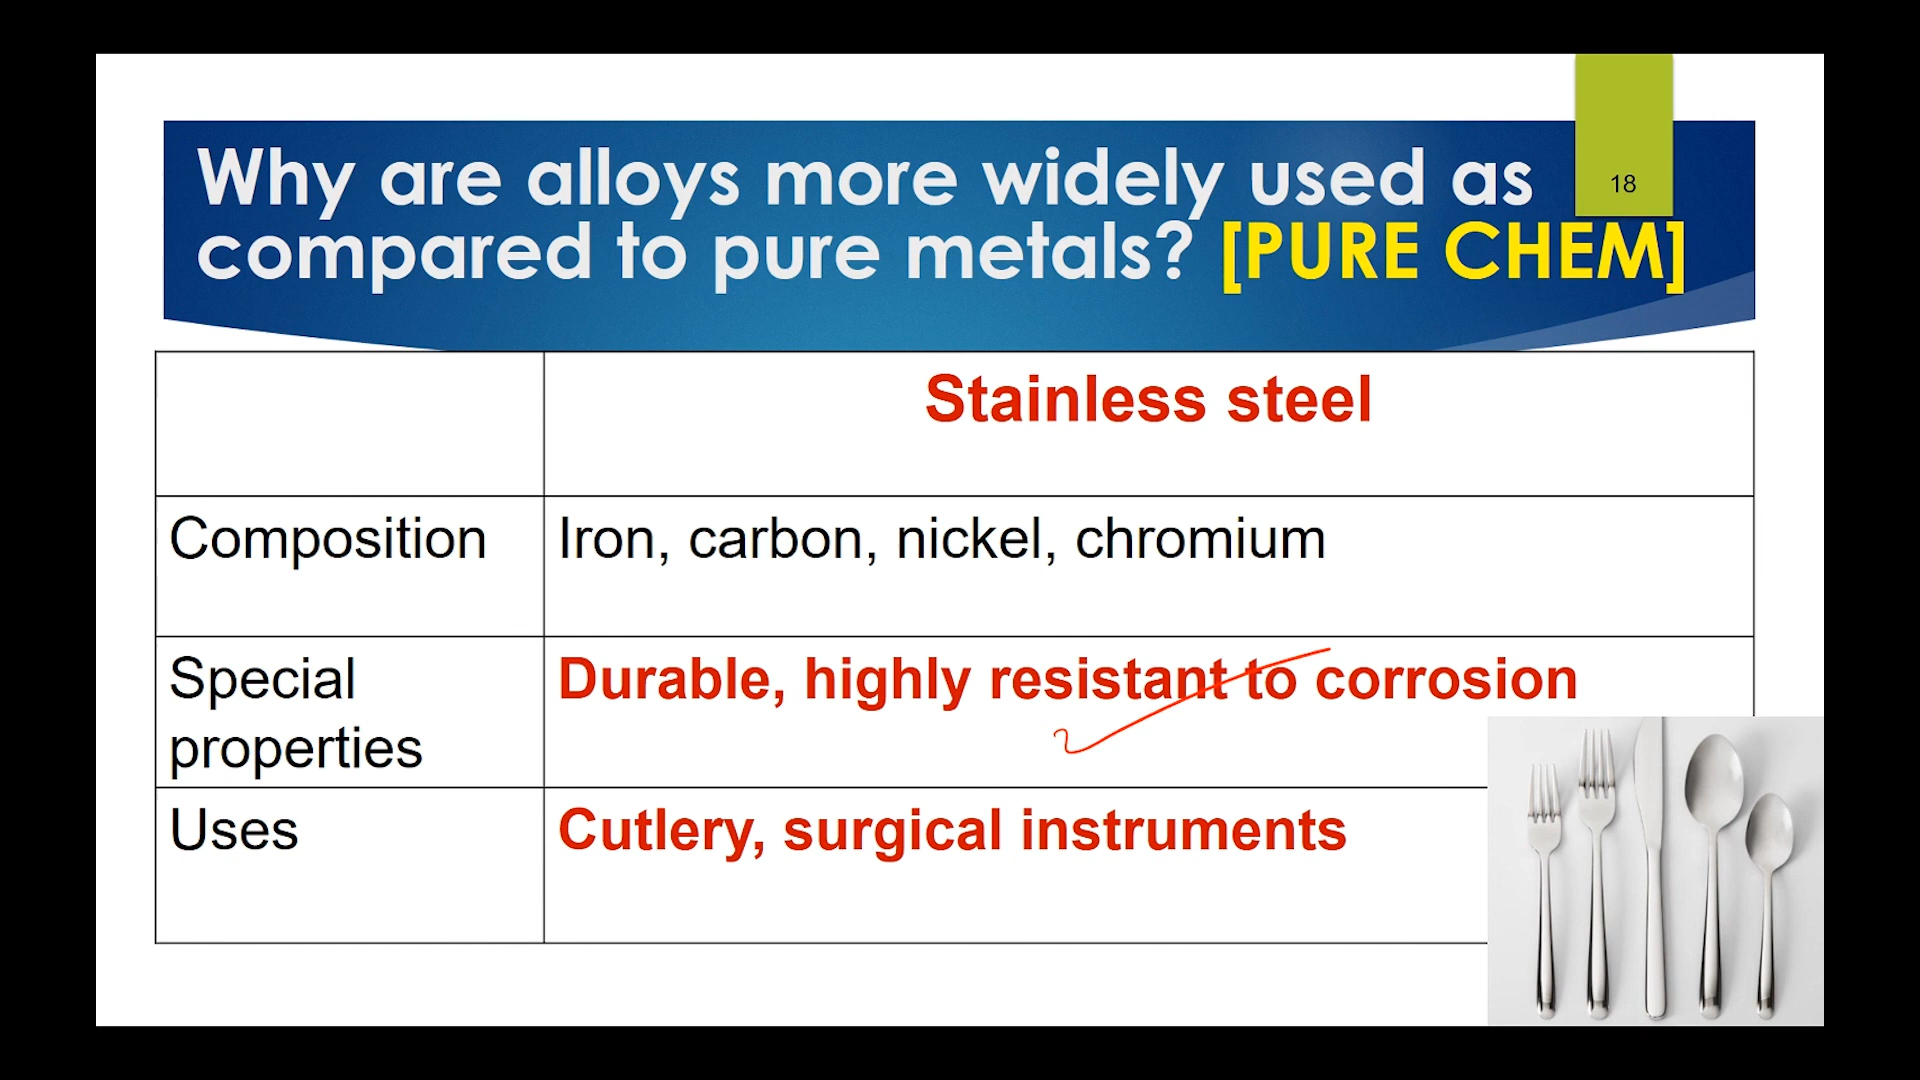 Why are alloys more widely used as
18
compared to pure metals? [PURE CHEM]
Stainless steel
Composition
Iron, carbon, nickel, chromium
Special
properties
Durable, highly resistant to corrosion
Uses
Cutlery, surgical instruments